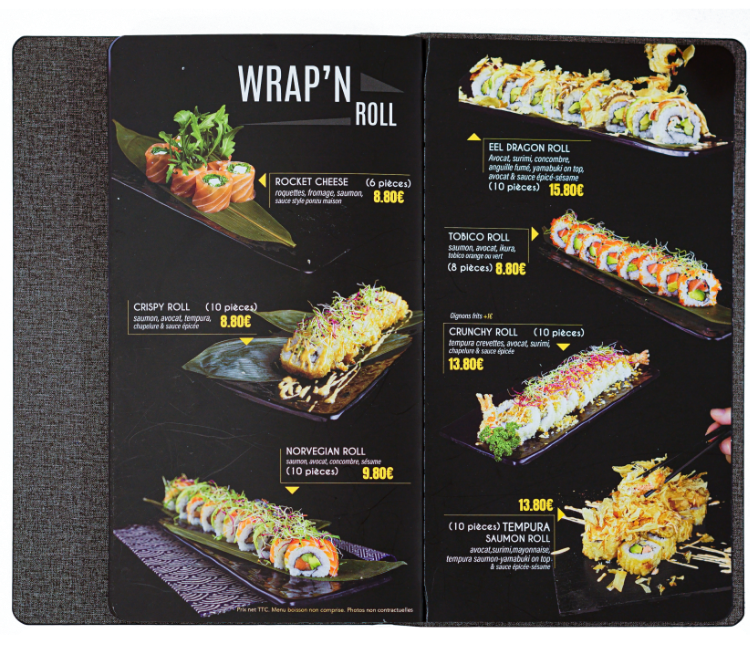 WRAP'N
ROLL
ROCKET CHEESE (6 pièces)
roquettes, fromage, saumon,
sauce style ponzu maison
8.80€
CRISPY ROLL (10 pièces)
saumon, avocat, tempura,
chapelure & sauce épicée
8.80€
NORVEGIAN ROLL
saumon, avocat, concombre, sésame
(10 pièces) 9.80€
Prix net TTC. Menu boisson non comprise. Photos non contractuelles
EEL DRAGON ROLL
Avocat, surimi, concombre,
anguille fumé, yamabuki on top,
avocat & sauce épicé-sésame
(10 pièces) 15.80€
TOBICO ROLL
saumon, avocat, ikura,
tobico orange ou vert
(8 pièces) 8.80€
Oignons frits +1€
CRUNCHY ROLL (10 pièces)
tempura crevettes, avocat, surimi,
chapelure & sauce épicée
13.80€
13.80€
(10 pièces) TEMPURA
SAUMON ROLL
avocat,surimi,mayonnaise,
tempura saumon-yamabuki on top
& sauce épicée-sésame